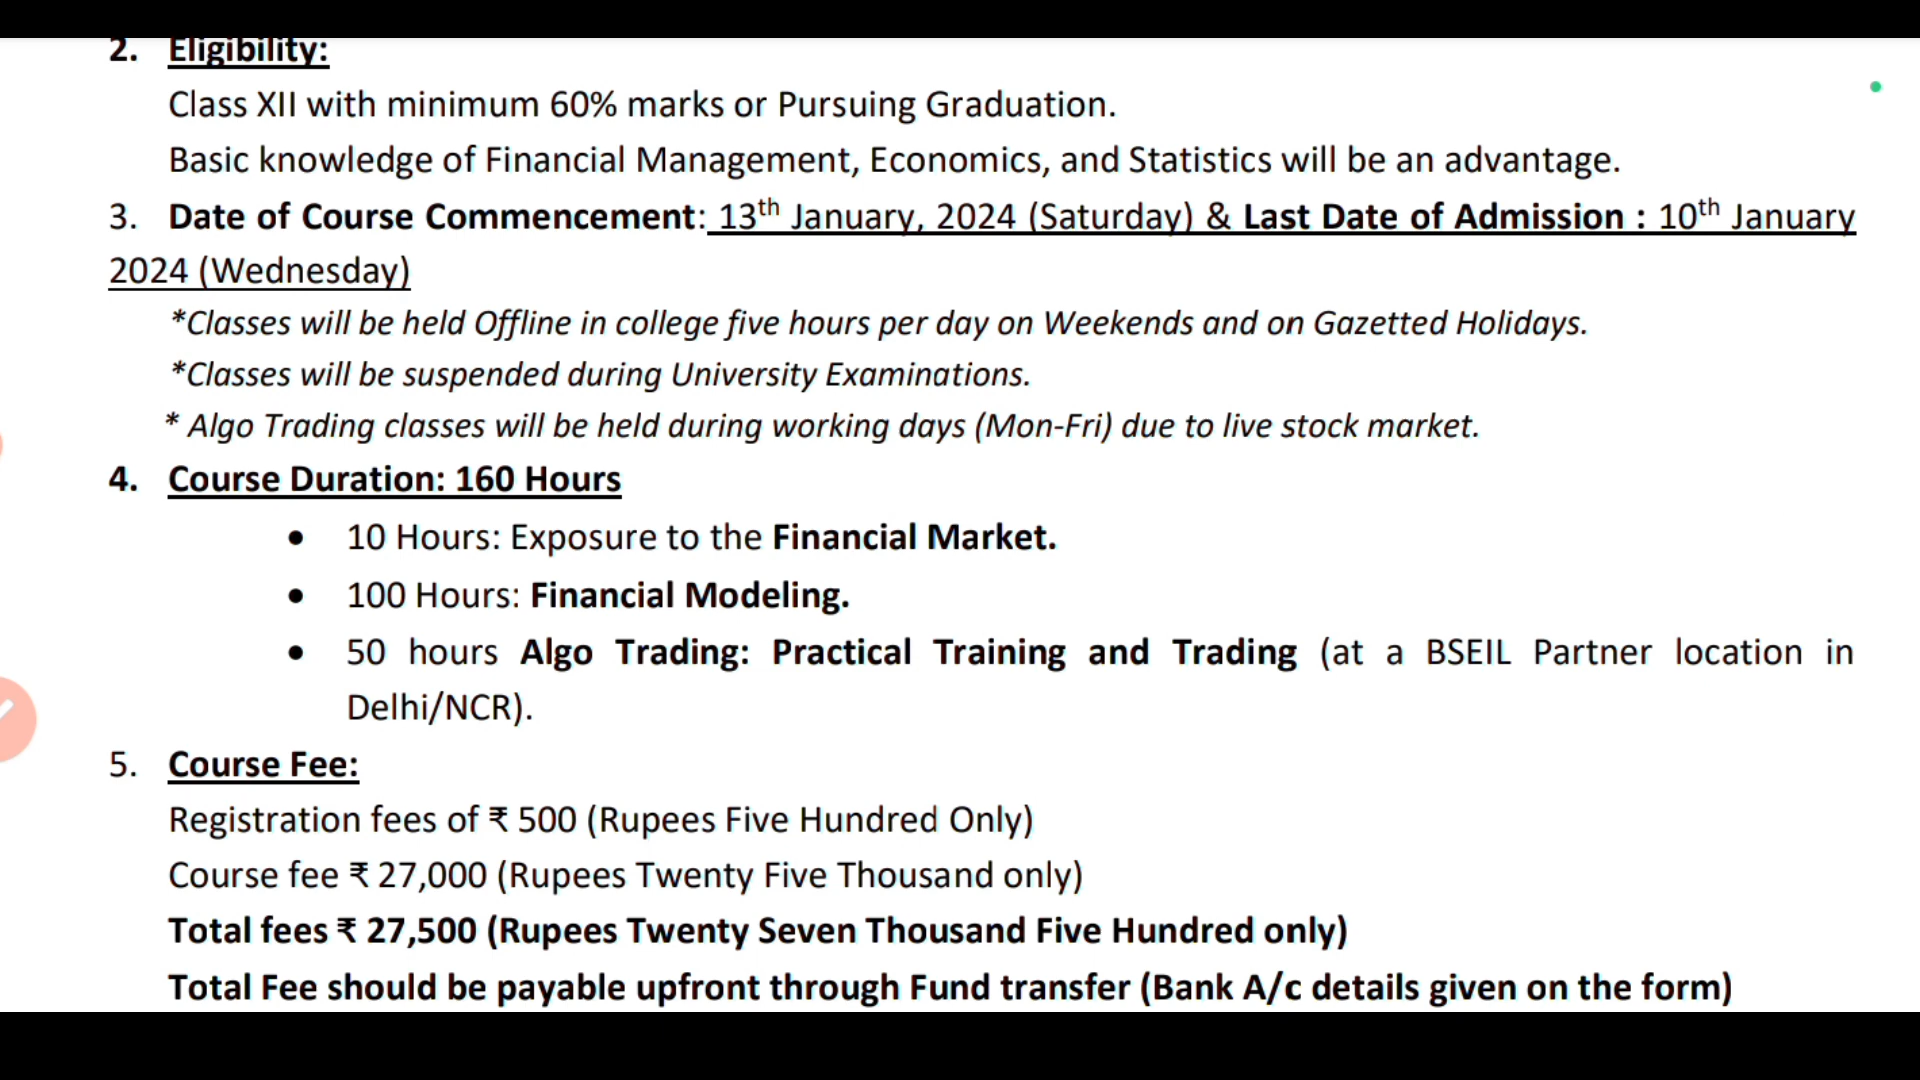 2. Eligibility:
Class XII with minimum 60% marks or Pursuing Graduation.
Basic knowledge of Financial Management, Economics, and Statistics will be an advantage.
3. Date of Course Commencement: 13th January, 2024 (Saturday) & Last Date of Admission : 10th January
2024 (Wednesday)
*Classes will be held Offline in college five hours per day on Weekends and on Gazetted Holidays.
*Classes will be suspended during University Examinations.
* Algo Trading classes will be held during working days (Mon-Fri) due to live stock market.
4. Course Duration: 160 Hours
• 10 Hours: Exposure to the Financial Market.
• 100 Hours: Financial Modeling.
• 50 hours Algo Trading: Practical Training and Trading (at a BSEIL Partner location in
Delhi/NCR).
5. Course Fee:
Registration fees of ₹ 500 (Rupees Five Hundred Only)
Course fee ₹ 27,000 (Rupees Twenty Five Thousand only)
Total fees ₹ 27,500 (Rupees Twenty Seven Thousand Five Hundred only)
Total Fee should be payable upfront through Fund transfer (Bank A/c details given on the form)